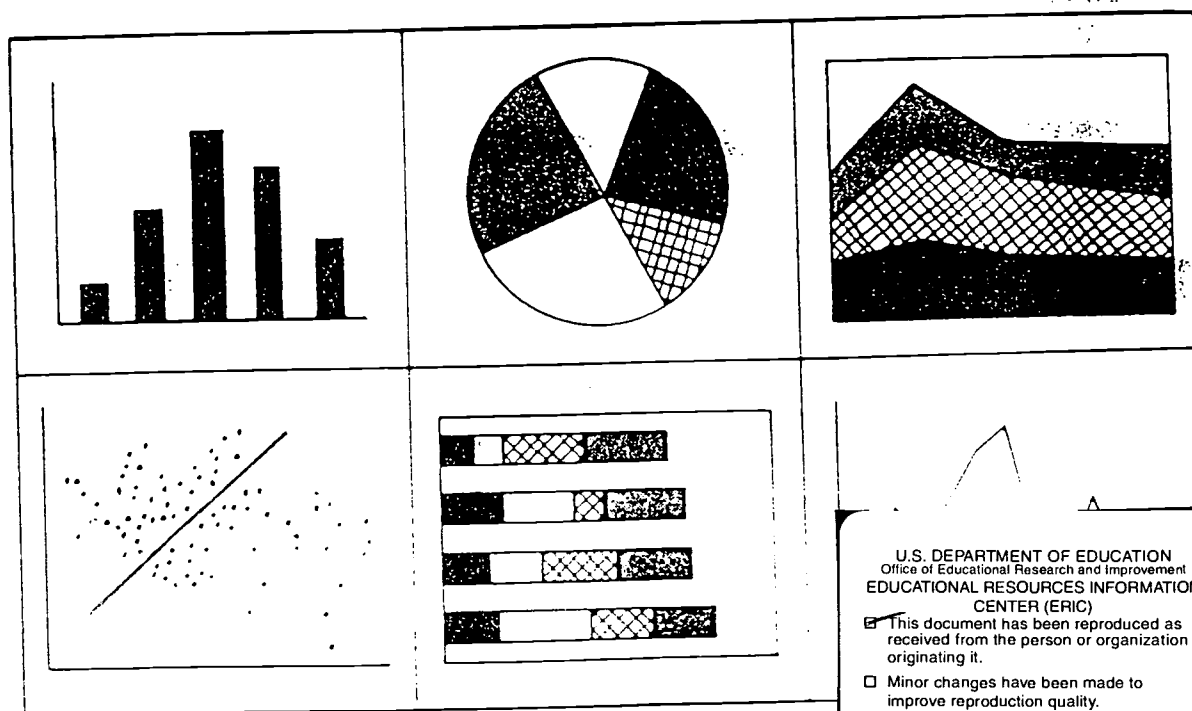 U.S. DEPARTMENT OF EDUCATION
Office of Educational Research and Improvement
EDUCATIONAL RESOURCES INFORMATION
CENTER (ERIC)
This document has been reproduced as
received from the person or organization
originating it.
□ Minor changes have been made to
improve reproduction quality.